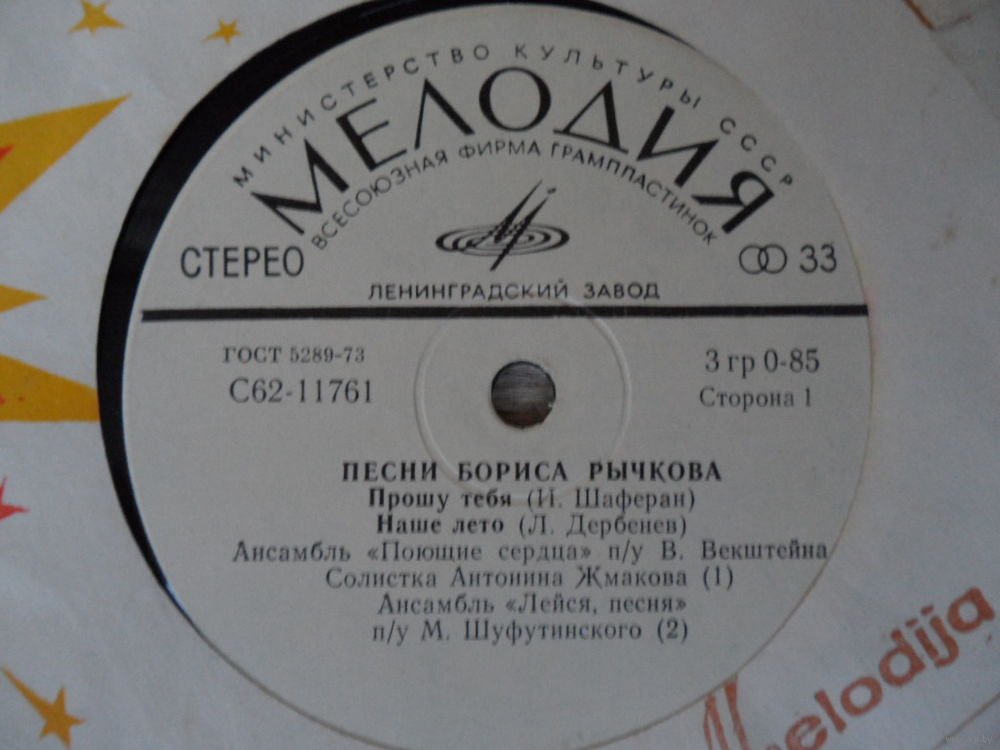 МИНИСТЕРСТВО КУЛЬТУРЫ СССР
МЕЛОДИЯ
ВСЕСОЮЗНАЯ ФИРМА ГРАМПЛАСТИНОК
СТЕРЕО
33
ЛЕНИНГРАДСКИЙ ЗАВОД
ГОСТ 5289-73
3 гр 0-85
С62-11761
Сторона 1
ПЕСНИ БОРИСА РЫЧКОВА
Прошу тебя (И. Шаферан)
Наше лето (Л. Дербенев)
Ансамбль «Поющие сердца» п/у В. Векштейна
Солистка Антонина Жмакова (1)
Ансамбль «Лейся, песня»
п/у М. Шуфутинского (2)
Melodija